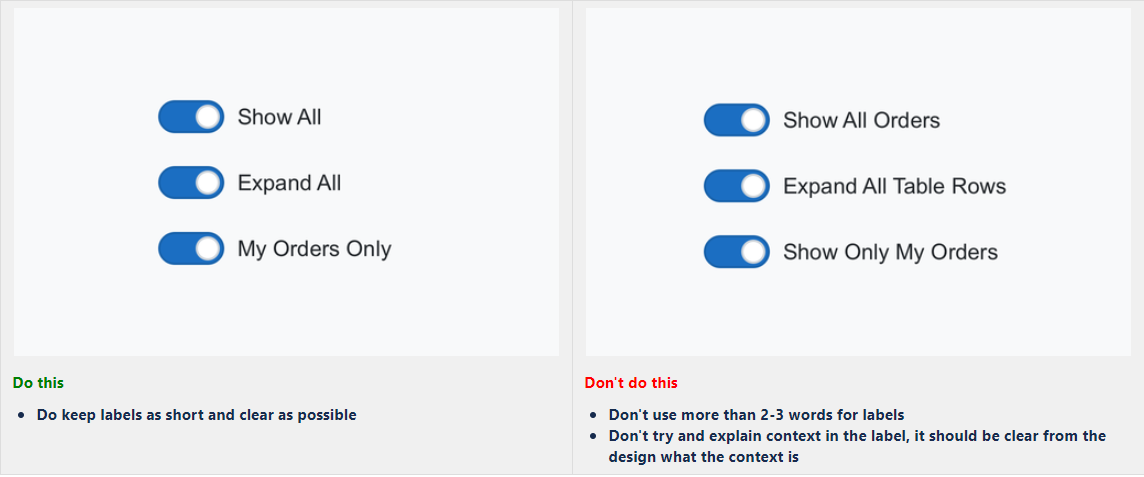 Show All
Expand All
My Orders Only
Do this
Do keep labels as short and clear as possible
Show All Orders
Expand All Table Rows
Show Only My Orders
Don't do this
Don't use more than 2-3 words for labels
Don't try and explain context in the label, it should be clear from the
design what the context is